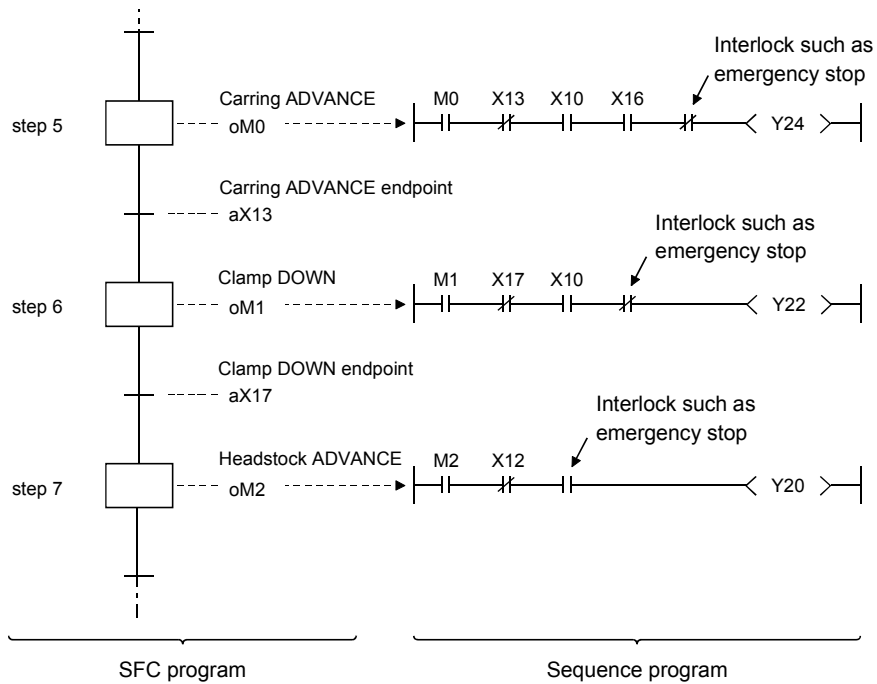 Interlock such as
emergency stop
Carring ADVANCE
M0 X13 X10 X16
step 5
oM0
Y24
Carring ADVANCE endpoint
aX13
Interlock such as
emergency stop
Clamp DOWN
M1 X17 X10
step 6
oM1
Y22
Clamp DOWN endpoint
aX17
Interlock such as
emergency stop
Headstock ADVANCE
M2 X12
step 7
oM2
Y20
SFC program
Sequence program